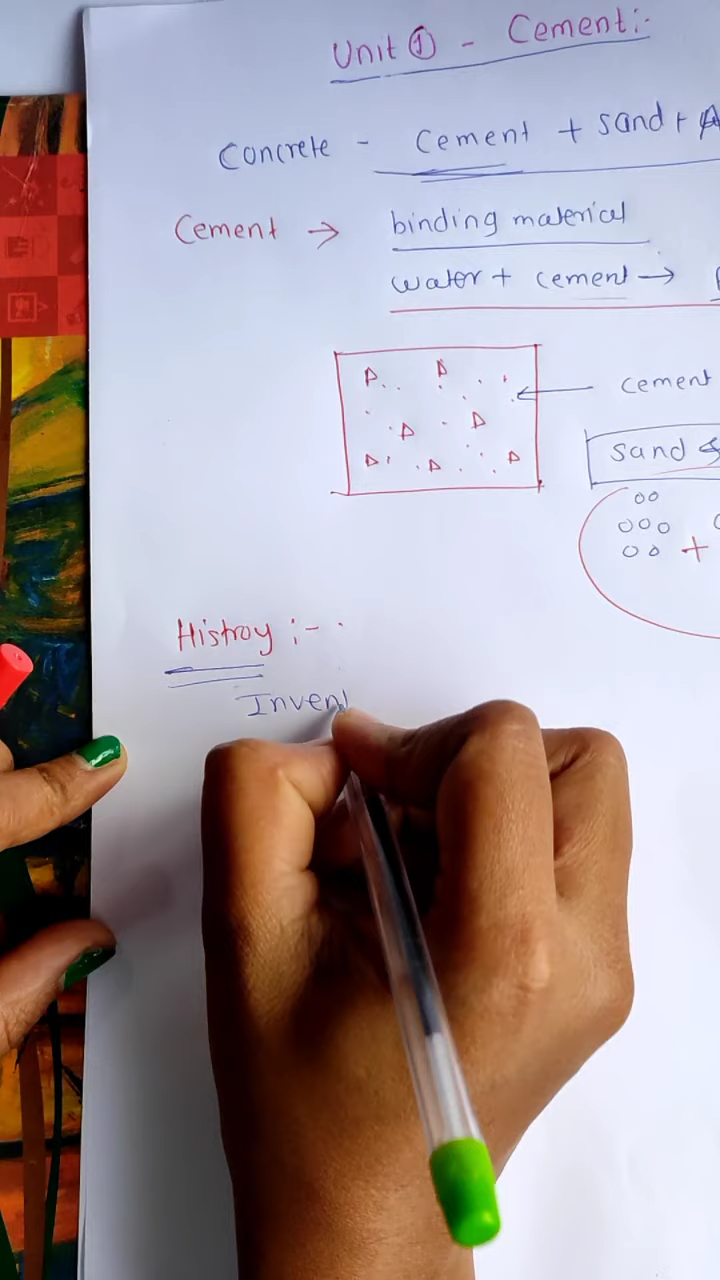 Unit ① - Cement:-
Concrete - Cement + Sand + A
Cement → binding material
water + cement →
cement
Sand &
+
Histroy :- .
Invent